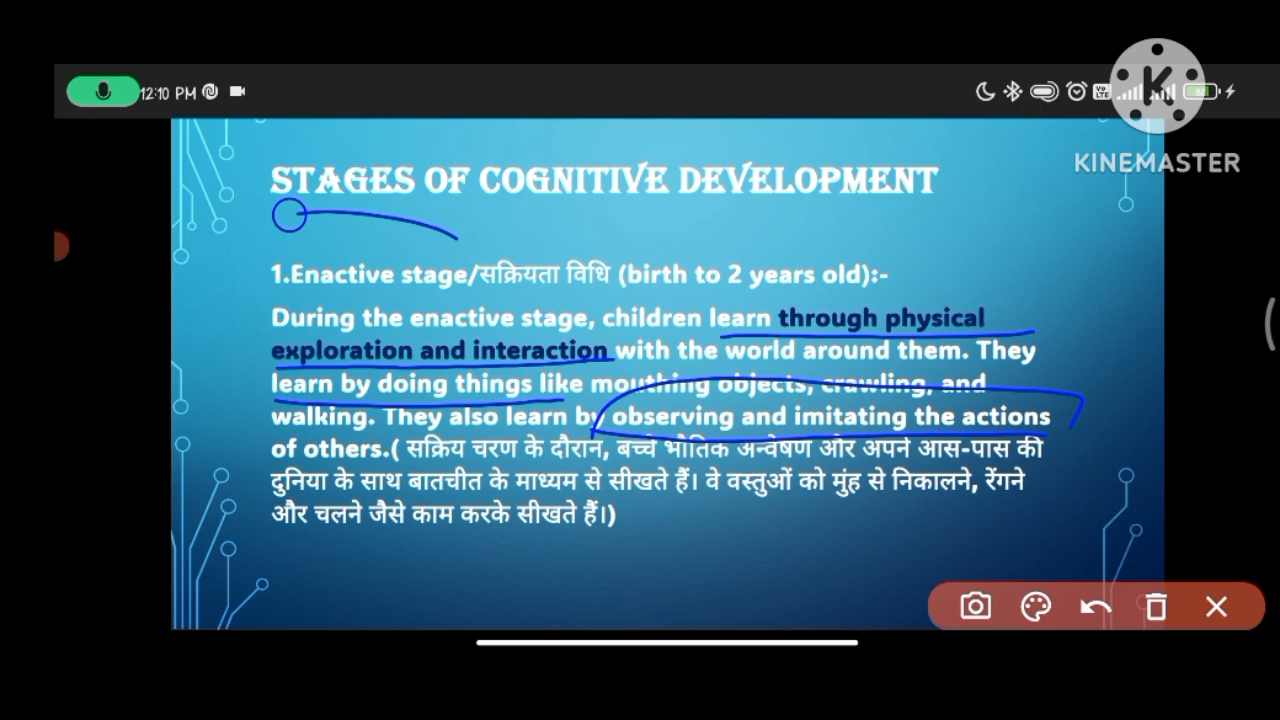 12:10 PM
VO LTE
KINEMASTER
STAGES OF COGNITIVE DEVELOPMENT
1.Enactive stage/सक्रियता विधि (birth to 2 years old):-
During the enactive stage, children learn through physical
exploration and interaction with the world around them. They
learn by doing things like mouthing objects, crawling, and
walking. They also learn by observing and imitating the actions
of others.( सक्रिय चरण के दौरान, बच्चे भौतिक अन्वेषण और अपने आस-पास की
दुनिया के साथ बातचीत के माध्यम से सीखते हैं। वे वस्तुओं को मुंह से निकालने, रेंगने
और चलने जैसे काम करके सीखते हैं।)